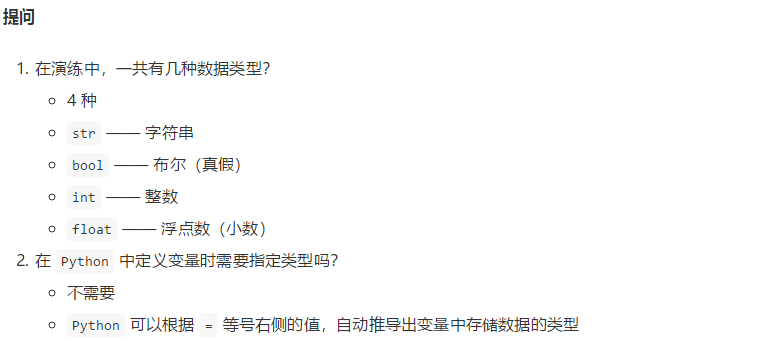 提问
1. 在演练中，一共有几种数据类型？
4 种
str —— 字符串
bool —— 布尔（真假）
int —— 整数
float —— 浮点数（小数）
2. 在 Python 中定义变量时需要指定类型吗？
不需要
Python 可以根据 = 等号右侧的值，自动推导出变量中存储数据的类型